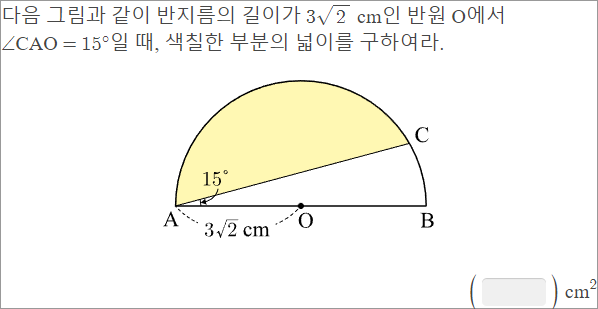 다음 그림과 같이 반지름의 길이가 3√2 cm인 반원 O에서
∠CAO = 15°일 때, 색칠한 부분의 넓이를 구하여라.
C
15°
A
3√2 cm
O
B
( ) cm²